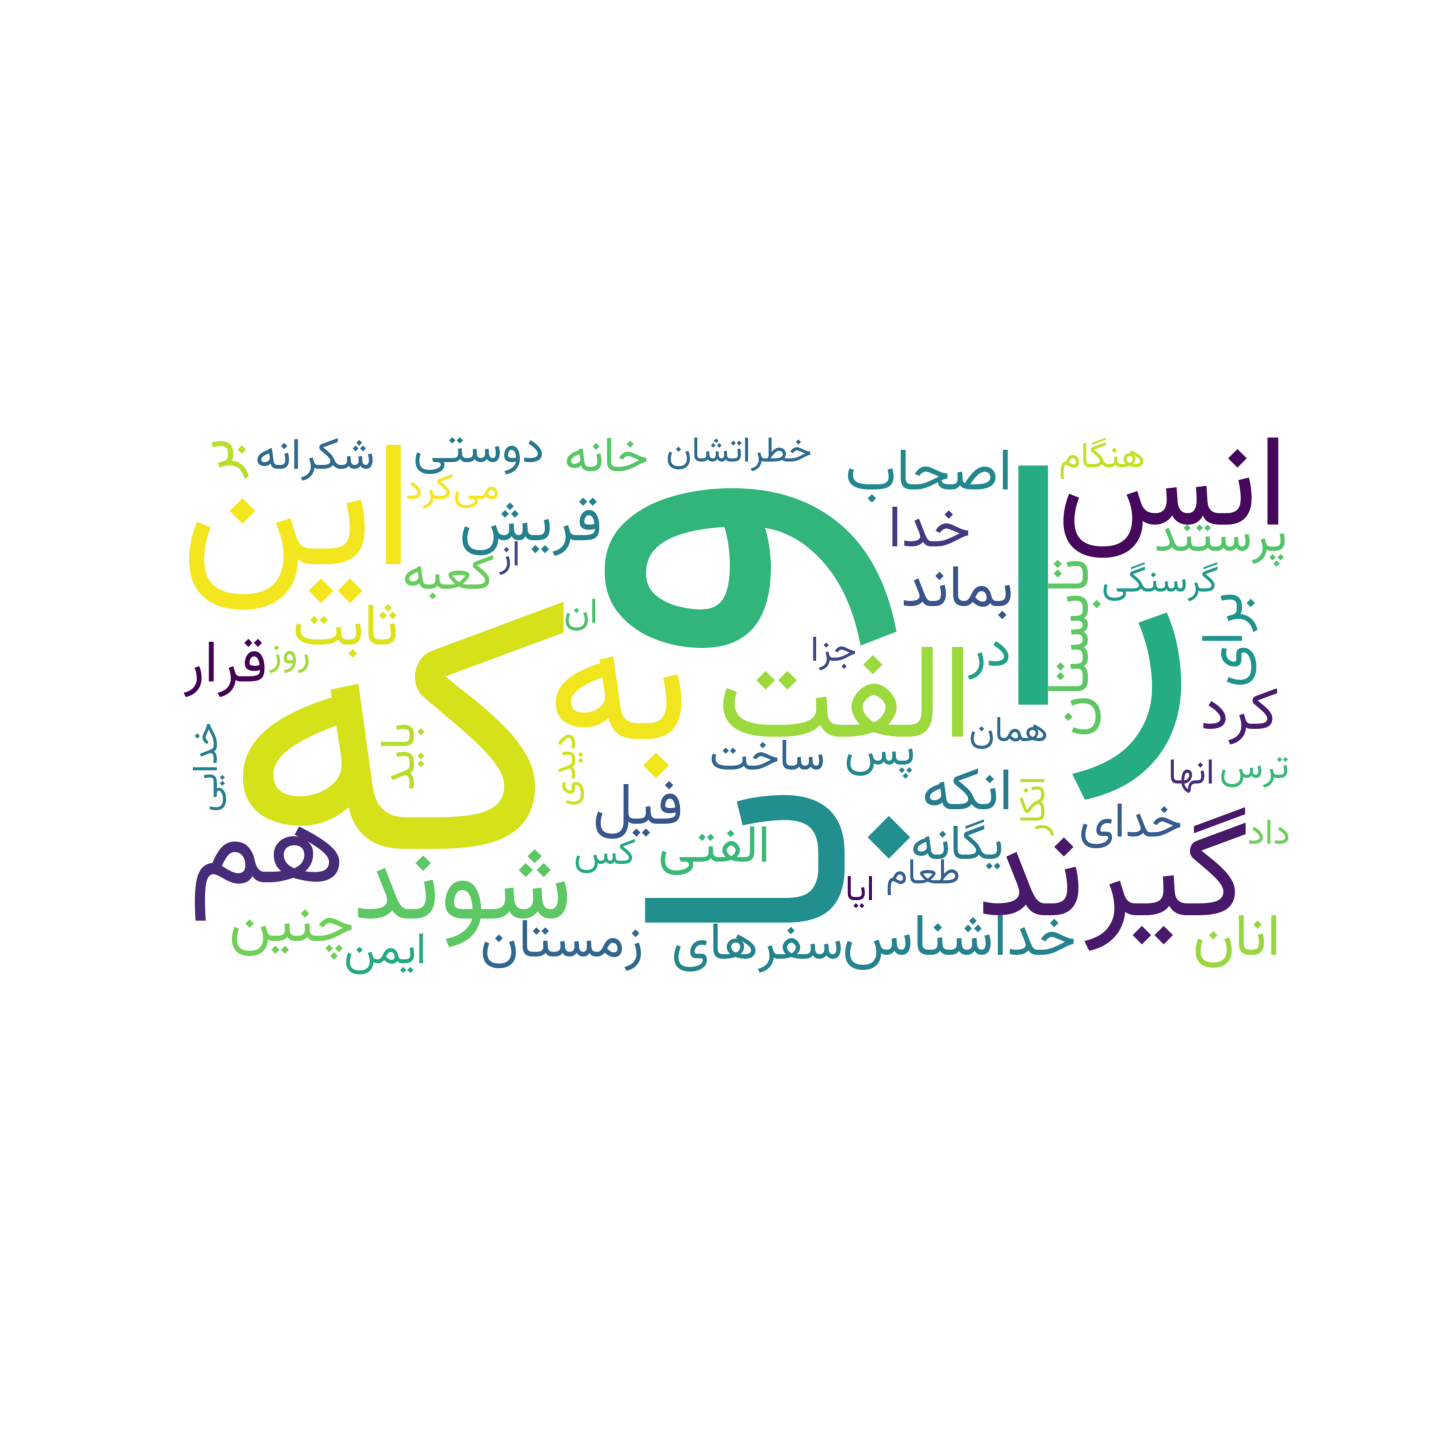 هنگام
انس
خطراتشان
خانه
دوستی
شکرانه
بر
این
اصحاب
می‌کرد
قریش
خدا
پرستند
را
و
از
کعبه
بماند
گرسنگی
تابستان
برای
ان
ثابت
که
در
جزا
الفت
به
روز
قرار
کرد
همان
پس
ساخت
دیدی
باید
خدایی
ترس
انها
انکه
انکار
فیل
ند
خدای
داد
گیرند
یگانه
الفتی
کس
هم
طعام
ایا
شوند
انان
خداشناس
سفرهای
زمستان
ایمن
چنین